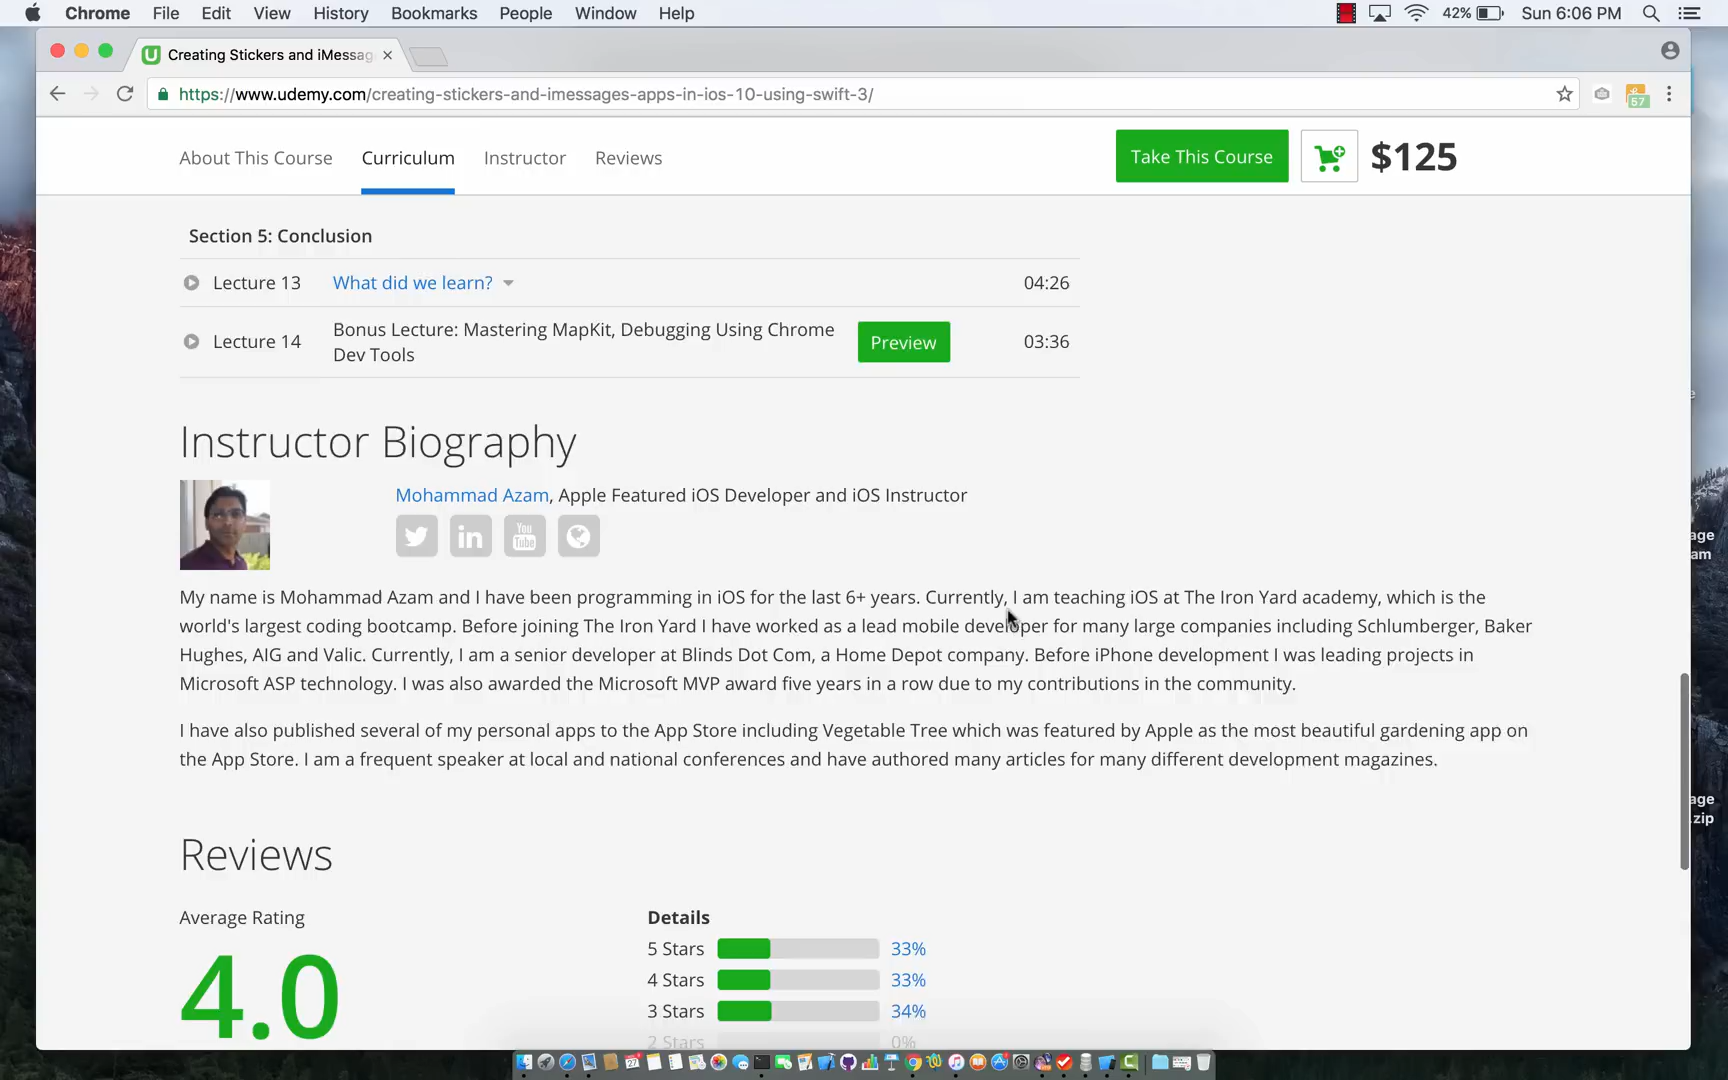 Chrome File Edit View History Bookmarks People Window Help 42% Sun 6:06 PM
Creating Stickers and iMessag
https://www.udemy.com/creating-stickers-and-imessages-apps-in-ios-10-using-swift-3/
57
About This Course Curriculum Instructor Reviews Take This Course $125
Section 5: Conclusion
Lecture 13 What did we learn? 04:26
Lecture 14 Bonus Lecture: Mastering MapKit, Debugging Using Chrome
Dev Tools Preview 03:36
Instructor Biography
Mohammad Azam, Apple Featured iOS Developer and iOS Instructor
in You Tube
My name is Mohammad Azam and I have been programming in iOS for the last 6+ years. Currently, I am teaching iOS at The Iron Yard academy, which is the
world's largest coding bootcamp. Before joining The Iron Yard I have worked as a lead mobile developer for many large companies including Schlumberger, Baker
Hughes, AIG and Valic. Currently, I am a senior developer at Blinds Dot Com, a Home Depot company. Before iPhone development I was leading projects in
Microsoft ASP technology. I was also awarded the Microsoft MVP award five years in a row due to my contributions in the community.
I have also published several of my personal apps to the App Store including Vegetable Tree which was featured by Apple as the most beautiful gardening app on
the App Store. I am a frequent speaker at local and national conferences and have authored many articles for many different development magazines.
Reviews
Average Rating Details
4.0
5 Stars 33%
4 Stars 33%
3 Stars 34%
2 Stars 0%
age
am
age
.zip